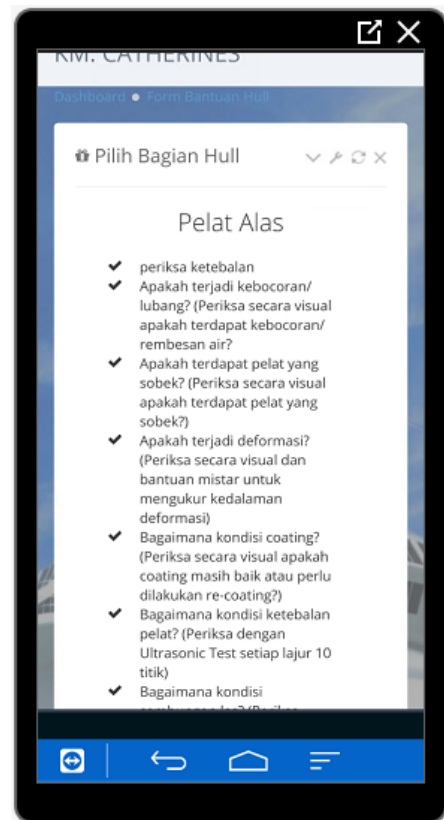 KM. CATHERINES
Dashboard ● Form Bantuan Hull
Pilih Bagian Hull
Pelat Alas
✔ periksa ketebalan
✔ Apakah terjadi kebocoran/
lubang? (Periksa secara visual
apakah terdapat kebocoran/
rembesan air?
✔ Apakah terdapat pelat yang
sobek? (Periksa secara visual
apakah terdapat pelat yang
sobek?)
✔ Apakah terjadi deformasi?
(Periksa secara visual dan
bantuan mistar untuk
mengukur kedalaman
deformasi)
✔ Bagaimana kondisi coating?
(Periksa secara visual apakah
coating masih baik atau perlu
dilakukan re-coating?)
✔ Bagaimana kondisi ketebalan
pelat? (Periksa dengan
Ultrasonic Test setiap lajur 10
titik)
✔ Bagaimana kondisi